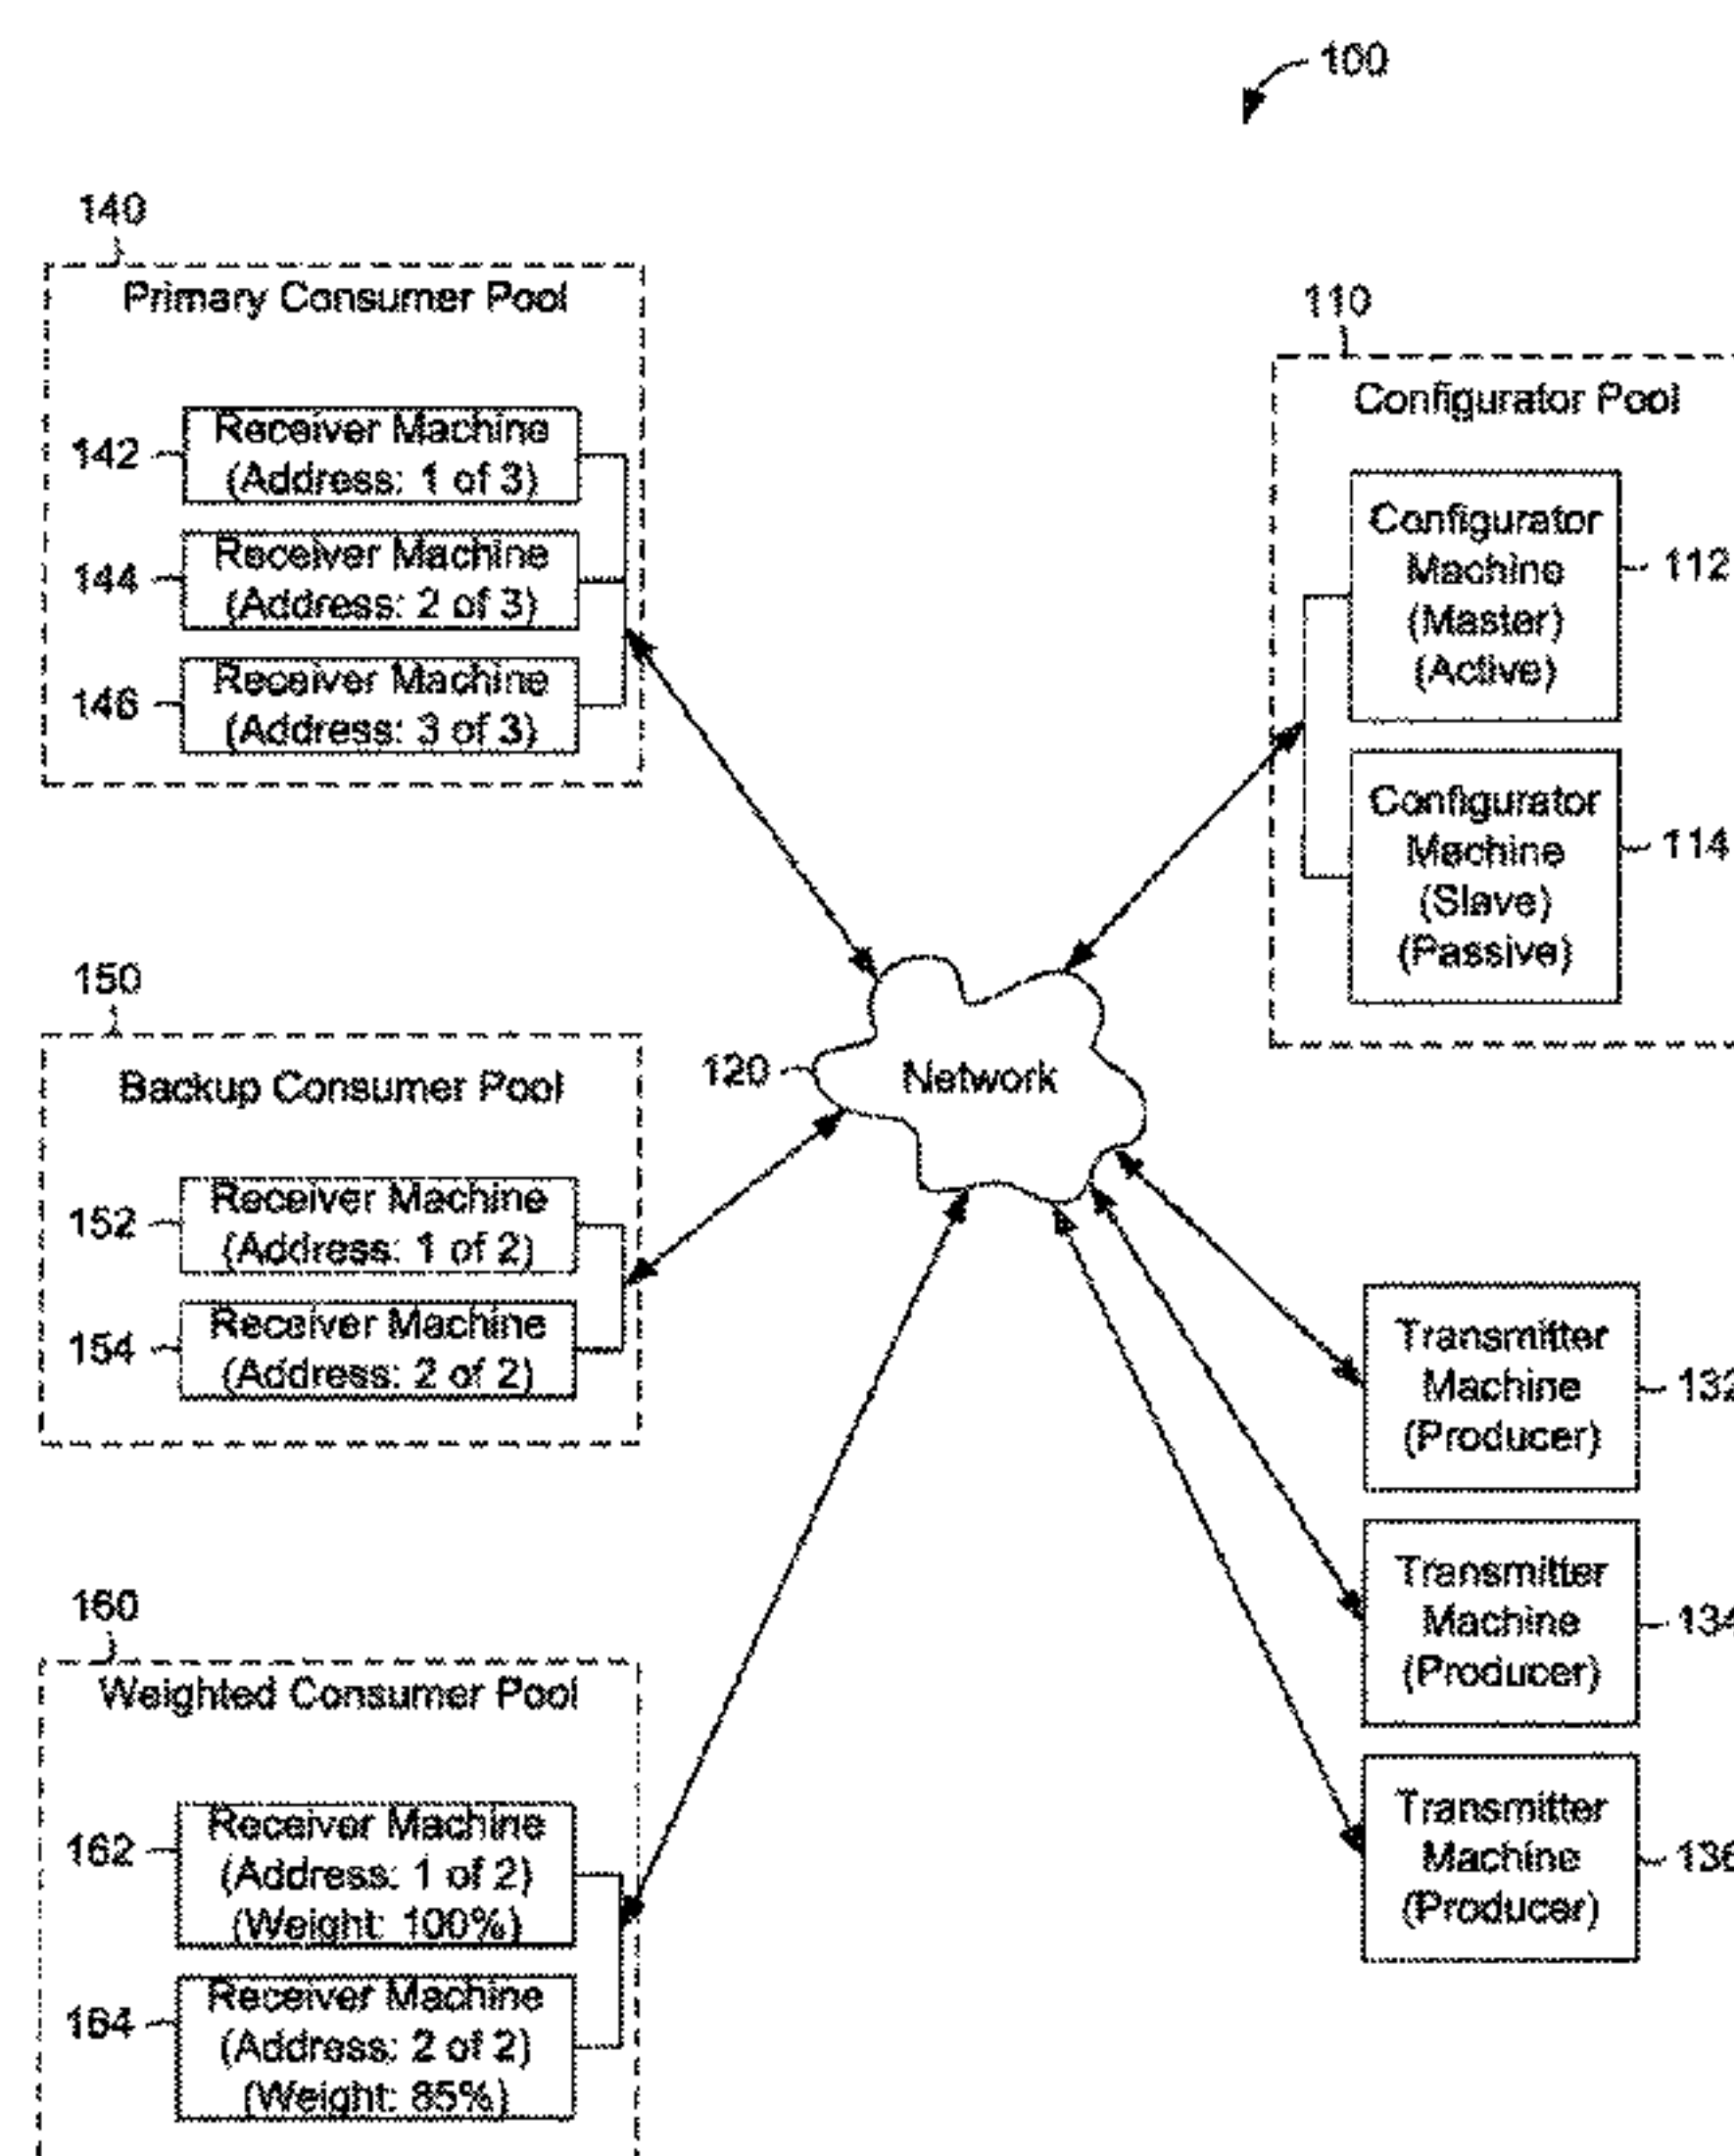 100
140
Primary Consumer Pool
142
Receiver Machine
(Address: 1 of 3)
144
Receiver Machine
(Address: 2 of 3)
146
Receiver Machine
(Address: 3 of 3)
110
Configurator Pool
Configurator
Machine
(Master)
(Active)
112
Configurator
Machine
(Slave)
(Passive)
114
150
Backup Consumer Pool
152
Receiver Machine
(Address: 1 of 2)
154
Receiver Machine
(Address: 2 of 2)
120
Network
Transmitter
Machine
(Producer)
132
Transmitter
Machine
(Producer)
134
Transmitter
Machine
(Producer)
136
160
Weighted Consumer Pool
162
Receiver Machine
(Address: 1 of 2)
(Weight: 100%)
164
Receiver Machine
(Address: 2 of 2)
(Weight: 85%)